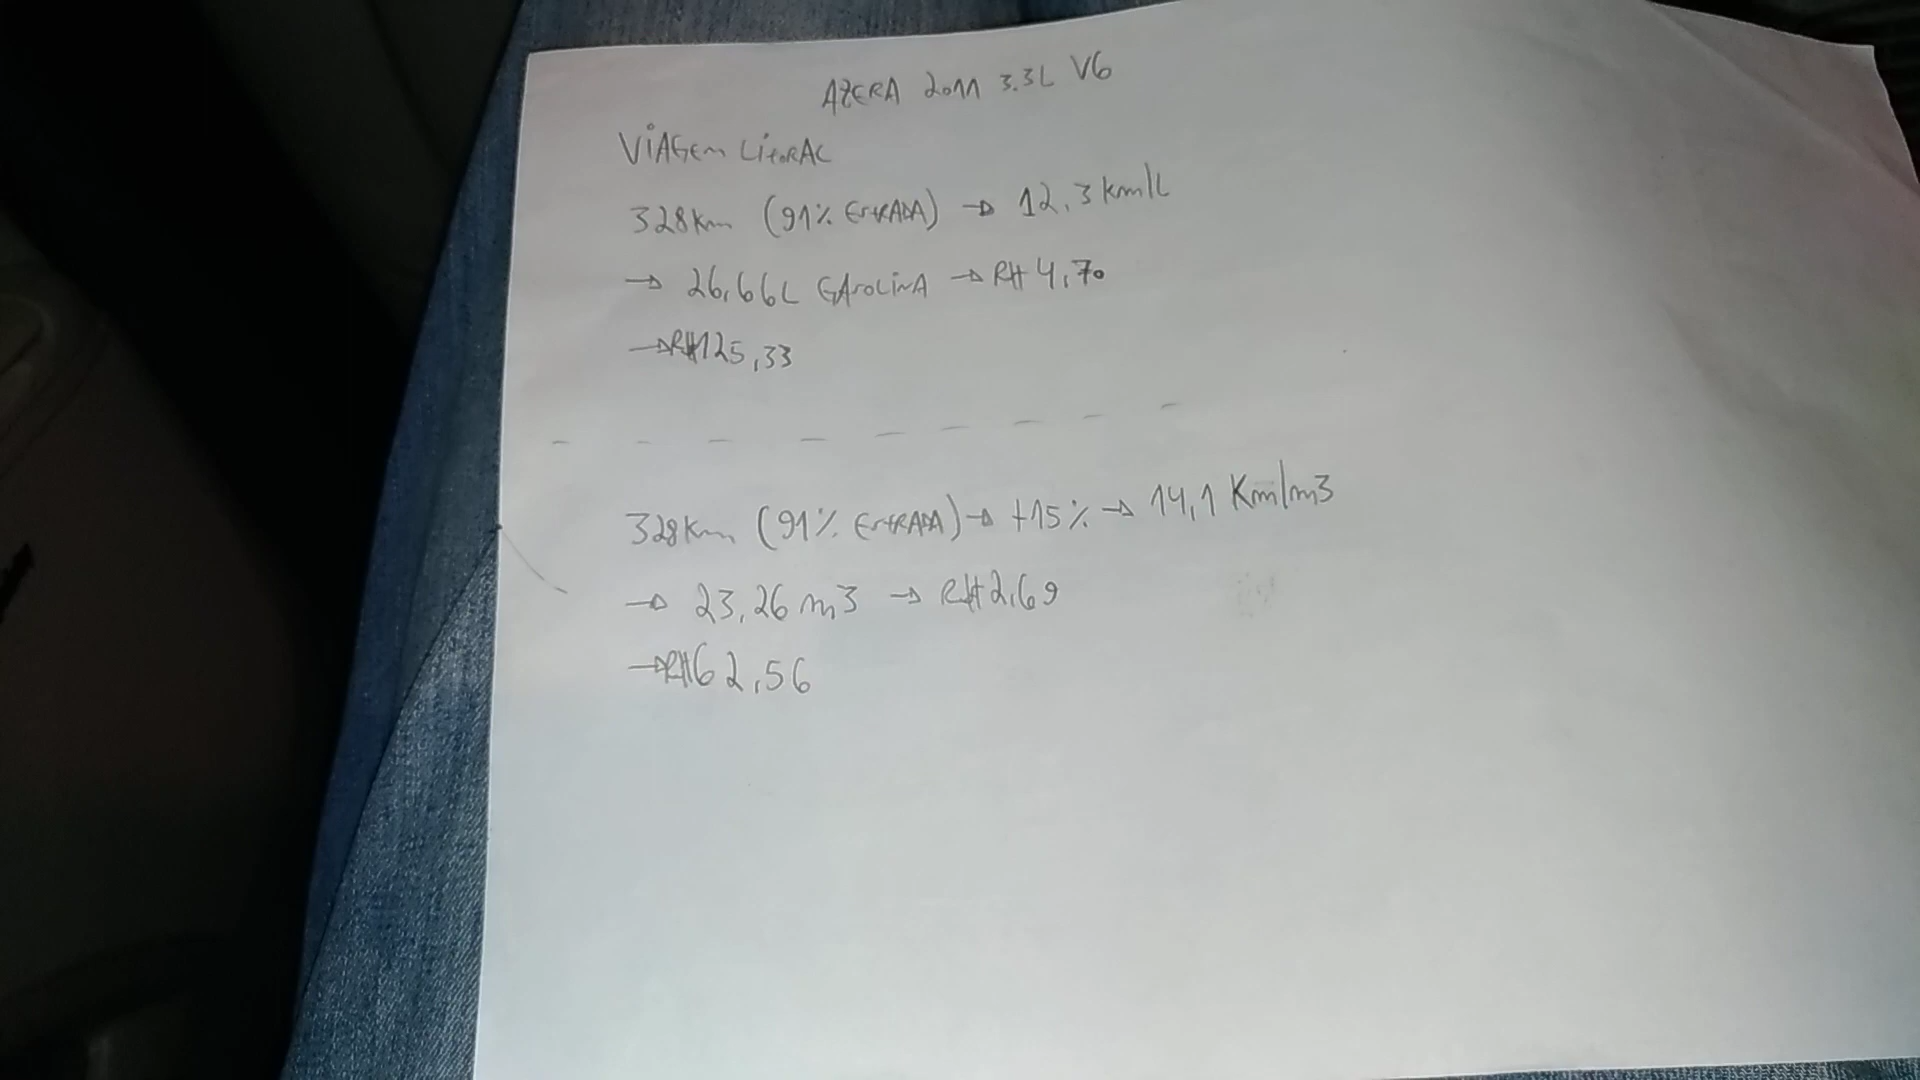 AZERA 2011 3.3L V6
ViAGEm LitoRAL
328Km (91% EstRADA) → 12,3 km/L
→ 26,66L GAsoLinA → R$ 4,70
→ R$125,33
328Km (91% EstRADA) → +15% → 14,1 Km/m3
→ 23,26 m3 → R$ 2,69
→ R$62,56